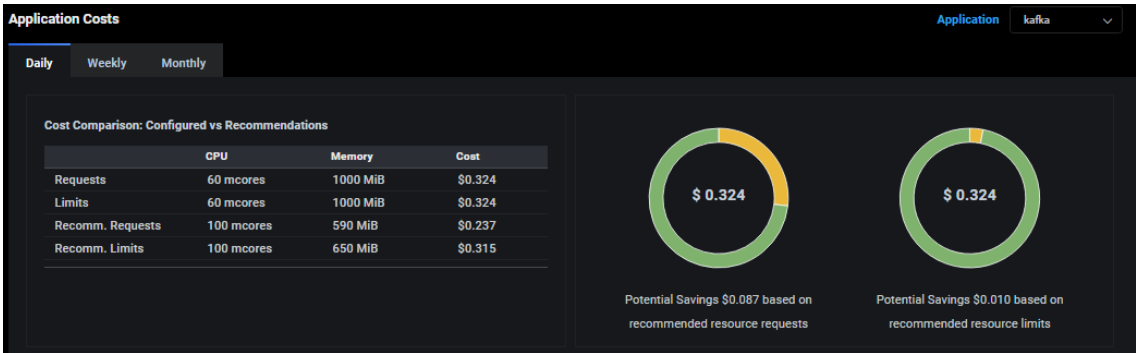 Application Costs
Application kafka
Daily Weekly Monthly
Cost Comparison: Configured vs Recommendations
CPU Memory Cost
Requests 60 mcores 1000 MiB $0.324
Limits 60 mcores 1000 MiB $0.324
Recomm. Requests 100 mcores 590 MiB $0.237
Recomm. Limits 100 mcores 650 MiB $0.315
$ 0.324
Potential Savings $0.087 based on
recommended resource requests
$ 0.324
Potential Savings $0.010 based on
recommended resource limits